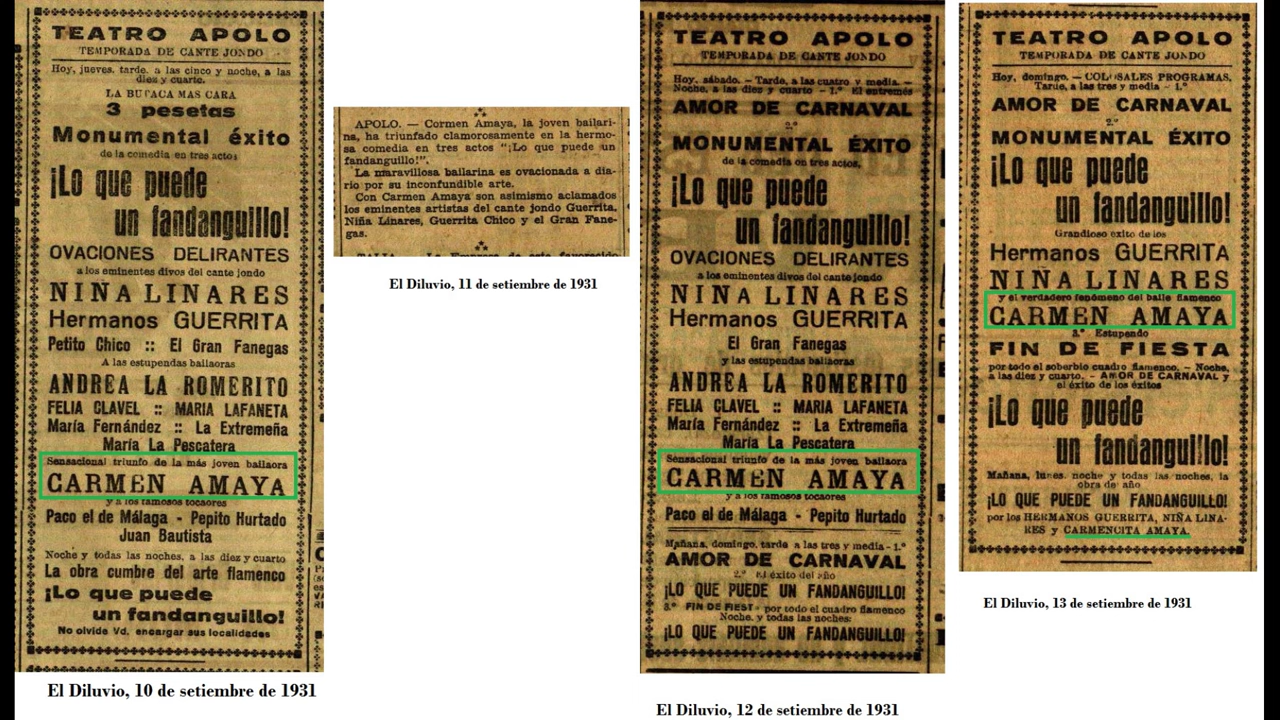 TEATRO APOLO
TEMPORADA DE CANTE JONDO
Hoy, jueves, tarde, a las cinco y noche, a las
diez y cuarto.
LA BUTACA MAS CARA
3 pesetas
Monumental éxito
de la comedia en tres actos
¡Lo que puede
un fandanguillo!
OVACIONES DELIRANTES
a los eminentes divos del cante jondo
NIÑA LINARES
Hermanos GUERRITA
Petito Chico :: El Gran Fanegas
A las estupendas bailaoras
ANDREA LA ROMERITO
FELIA CLAVEL :: MARIA LAFANETA
María Fernández :: La Extremeña
María La Pescatera
Sensacional triunfo de la más joven bailaora
CARMEN AMAYA
y a los famosos tocaores
Paco el de Málaga - Pepito Hurtado
Juan Bautista
Noche y todas las noches, a las diez y cuarto
La obra cumbre del arte flamenco
¡Lo que puede
un fandanguillo!
No olvide Vd. encargar sus localidades
El Diluvio, 10 de setiembre de 1931
APOLO. — Cormen Amaya, la joven bailari-
na, ha triunfado clamorosamente en la hermo-
sa comedia en tres actos "¡Lo que puede un
fandanguillo!".
La maravillosa bailarina es ovacionada a dia-
rio por su inconfundible arte.
Con Carmen Amaya son asimismo aclamados
los eminentes artistas del cante jondo Guerrita,
Niña Linares, Guerrita Chico y el Gran Fane-
gas.
El Diluvio, 11 de setiembre de 1931
TEATRO APOLO
TEMPORADA DE CANTE JONDO
Hoy, sábado. — Tarde, a las cuatro y media. —
Noche, a las diez y cuarto - 1.º El entremés
AMOR DE CARNAVAL
2.º
MONUMENTAL ÉXITO
de la comedia en tres actos,
¡Lo que puede
un fandanguillo!
OVACIONES DELIRANTES
a los eminentes divos del cante jondo
NIÑA LINARES
Hermanos GUERRITA
El Gran Fanegas
y las estupendas bailaoras
ANDREA LA ROMERITO
FELIA CLAVEL :: MARIA LAFANETA
María Fernández :: La Extremeña
María La Pescatera
Sensacional triunfo de la más joven bailaora
CARMEN AMAYA
y a los famosos tocaores
Paco el de Málaga - Pepito Hurtado
Mañana, domingo, tarde a las tres y media - 1.º
AMOR DE CARNAVAL
2.º El éxito del año
¡LO QUE PUEDE UN FANDANGUILLO!
3.º FIN DE FIEST por todo el cuadro flamenco
Noche, y todas las noches:
¡LO QUE PUEDE UN FANDANGUILLO!
El Diluvio, 12 de setiembre de 1931
TEATRO APOLO
TEMPORADA DE CANTE JONDO
Hoy, domingo. — COLOSALES PROGRAMAS.
Tarde, a las tres y media — 1.º
AMOR DE CARNAVAL
2.º
MONUMENTAL ÉXITO
¡Lo que puede
un fandanguillo!
Grandioso exito de los
Hermanos GUERRITA
NIÑA LINARES
y el verdadero fenómeno del baile flamenco
CARMEN AMAYA
3.º Estupendo
FIN DE FIESTA
por todo el soberbio cuadro flamenco. - Noche,
a las diez y cuarto. - AMOR DE CARNAVAL y
el éxito de los éxitos
¡Lo que puede
un fandanguillo!
Mañana, lunes, noche y todas las noches, la
obra de año
¡LO QUE PUEDE UN FANDANGUILLO!
por los HERMANOS GUERRITA, NIÑA LINA-
RES y CARMENCITA AMAYA.
El Diluvio, 13 de setiembre de 1931